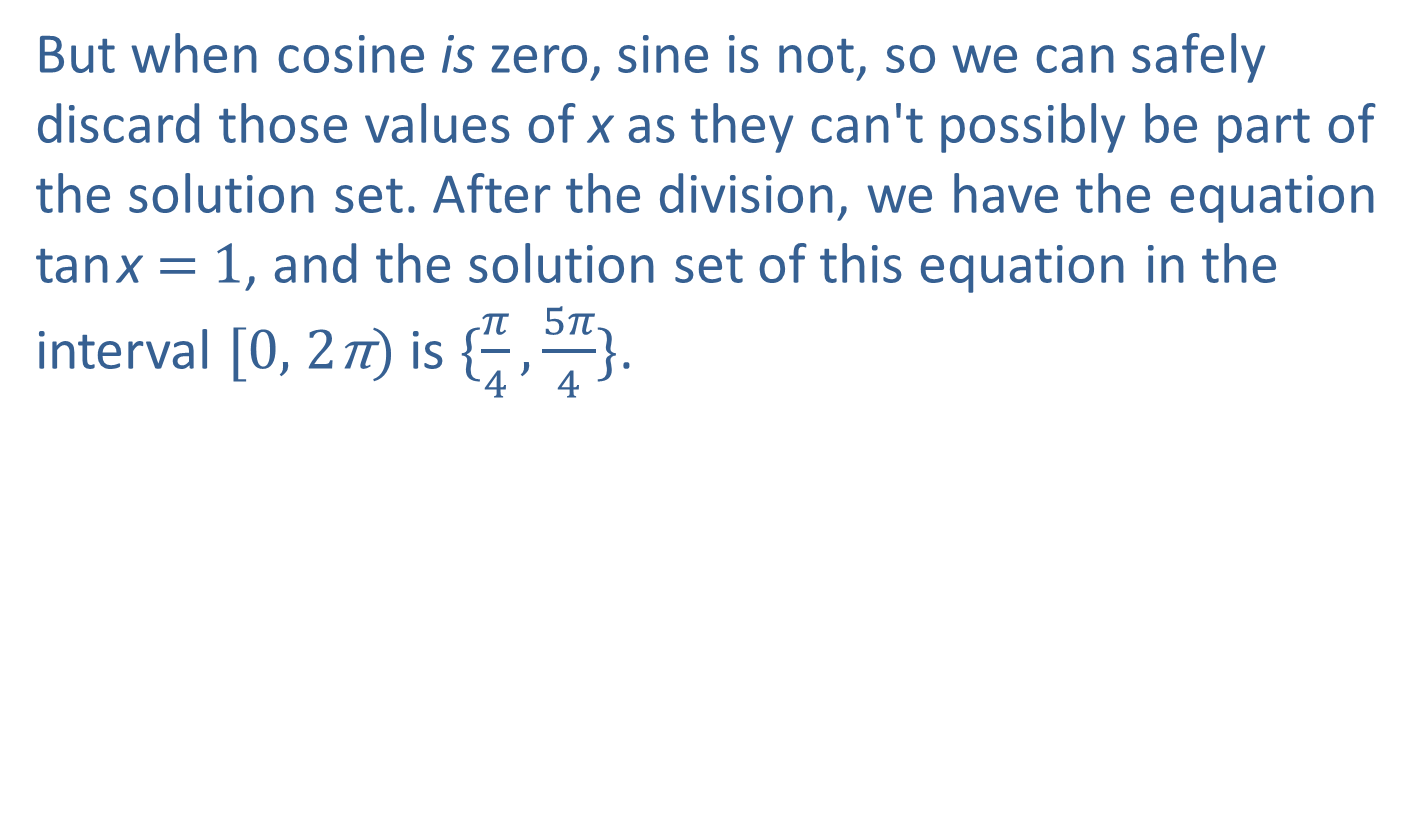 But when cosine is zero, sine is not, so we can safely
discard those values of x as they can't possibly be part of
the solution set. After the division, we have the equation
tan x = 1, and the solution set of this equation in the
interval [0, 2π) is {π/4, 5π/4}.